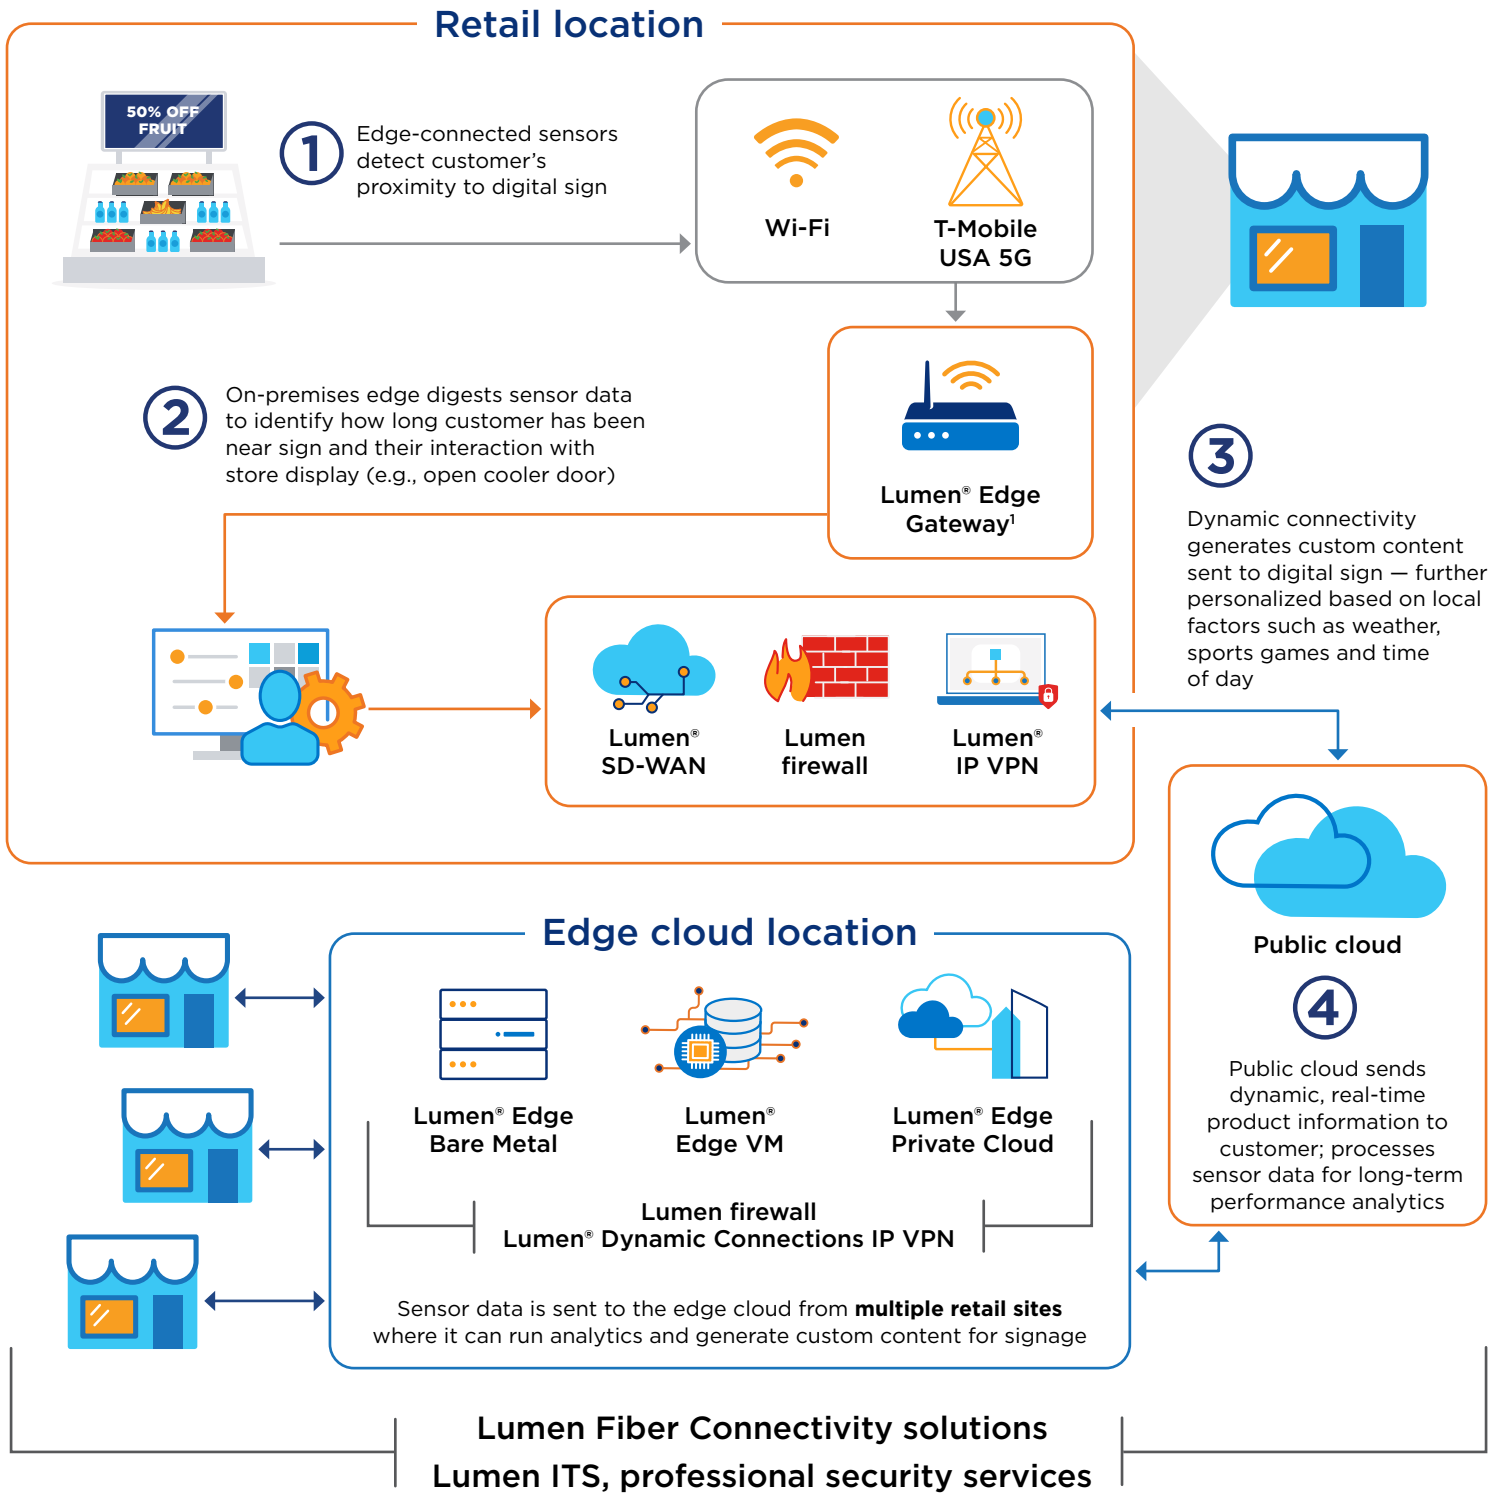 Retail location
50% OFF
FRUIT
1
Edge-connected sensors
detect customer's
proximity to digital sign
Wi-Fi
T-Mobile
USA 5G
2
On-premises edge digests sensor data
to identify how long customer has been
near sign and their interaction with
store display (e.g., open cooler door)
Lumen® Edge
Gateway¹
3
Dynamic connectivity
generates custom content
sent to digital sign — further
personalized based on local
factors such as weather,
sports games and time
of day
Lumen®
SD-WAN
Lumen
firewall
Lumen®
IP VPN
Public cloud
4
Public cloud sends
dynamic, real-time
product information to
customer; processes
sensor data for long-term
performance analytics
Edge cloud location
Lumen® Edge
Bare Metal
Lumen®
Edge VM
Lumen® Edge
Private Cloud
Lumen firewall
Lumen® Dynamic Connections IP VPN
Sensor data is sent to the edge cloud from multiple retail sites
where it can run analytics and generate custom content for signage
Lumen Fiber Connectivity solutions
Lumen ITS, professional security services